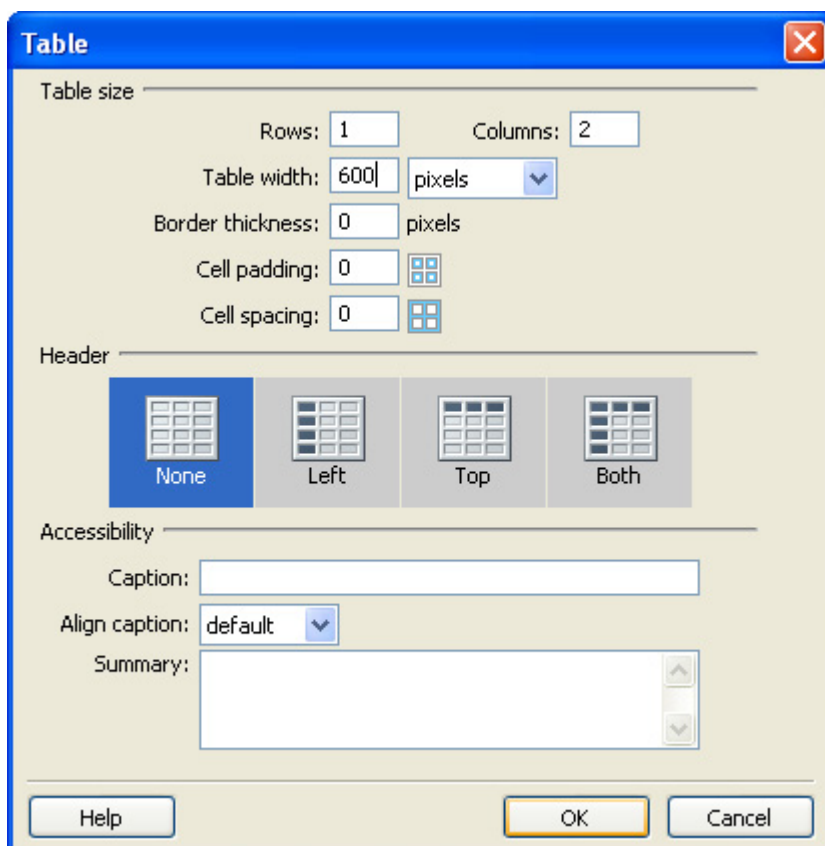 Table
Table size
Rows: 1 Columns: 2
Table width: 600 pixels
Border thickness: 0 pixels
Cell padding: 0
Cell spacing: 0
Header
None Left Top Both
Accessibility
Caption:
Align caption: default
Summary:
Help OK Cancel